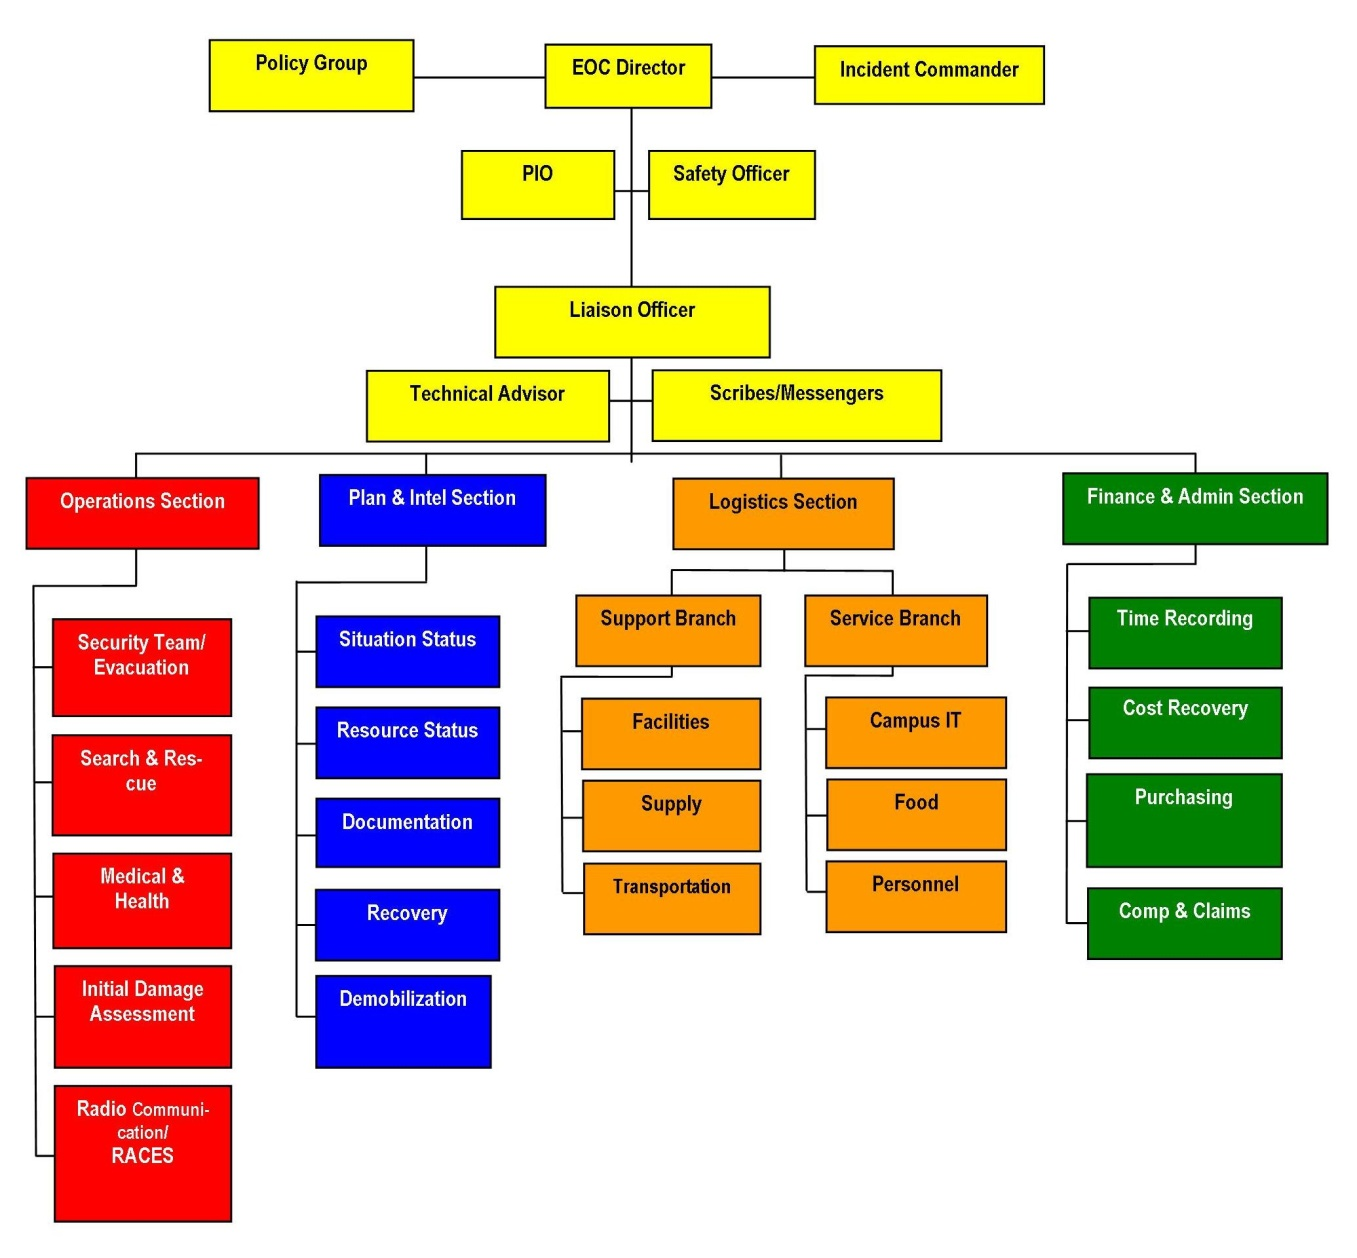 Policy Group
EOC Director
Incident Commander
PIO
Safety Officer
Liaison Officer
Technical Advisor
Scribes/Messengers
Operations Section
Plan & Intel Section
Logistics Section
Finance & Admin Section
Security Team/
Evacuation
Search & Res-
cue
Medical &
Health
Initial Damage
Assessment
Radio Communi-
cation/
RACES
Situation Status
Resource Status
Documentation
Recovery
Demobilization
Support Branch
Facilities
Supply
Transportation
Service Branch
Campus IT
Food
Personnel
Time Recording
Cost Recovery
Purchasing
Comp & Claims